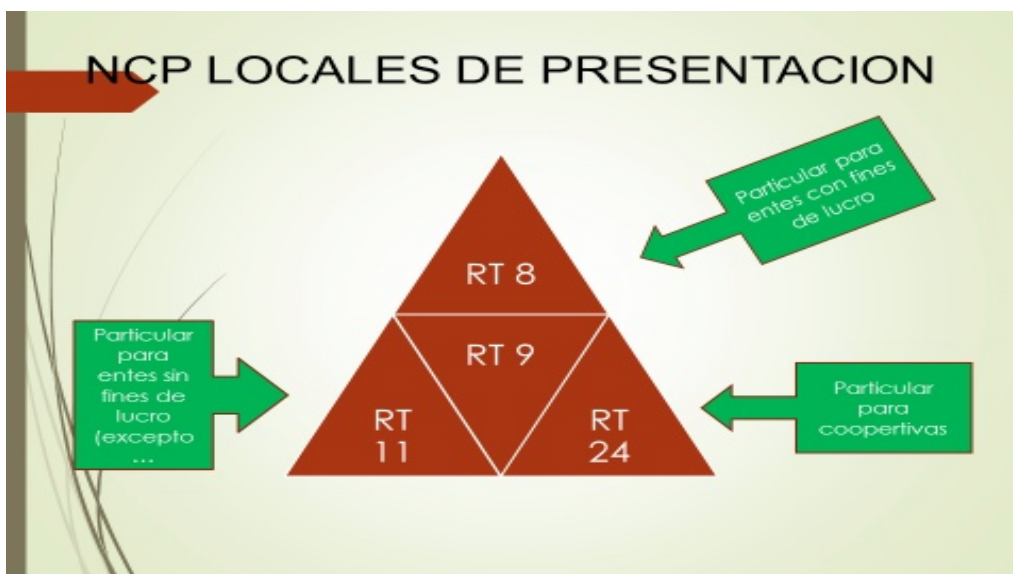 NCP LOCALES DE PRESENTACION
Particular para
entes con fines
de lucro
RT 8
Particular
para
entes sin
fines de
lucro
(excepto
...
RT 9
RT
11
RT
24
Particular
para
coopertivas